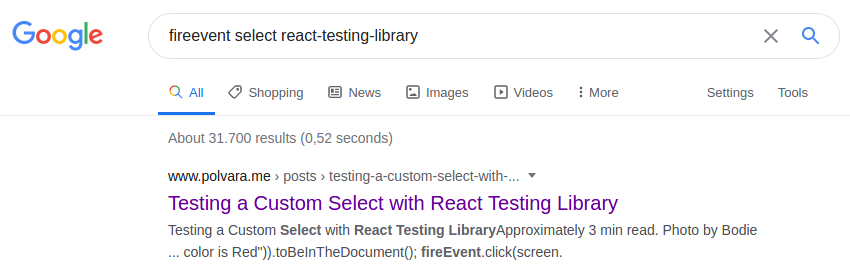 Google
fireevent select react-testing-library
All Shopping News Images Videos More Settings Tools
About 31.700 results (0,52 seconds)
www.polvara.me › posts › testing-a-custom-select-with-...
Testing a Custom Select with React Testing Library
Testing a Custom Select with React Testing LibraryApproximately 3 min read. Photo by Bodie
... color is Red")).toBeInTheDocument(); fireEvent.click(screen.